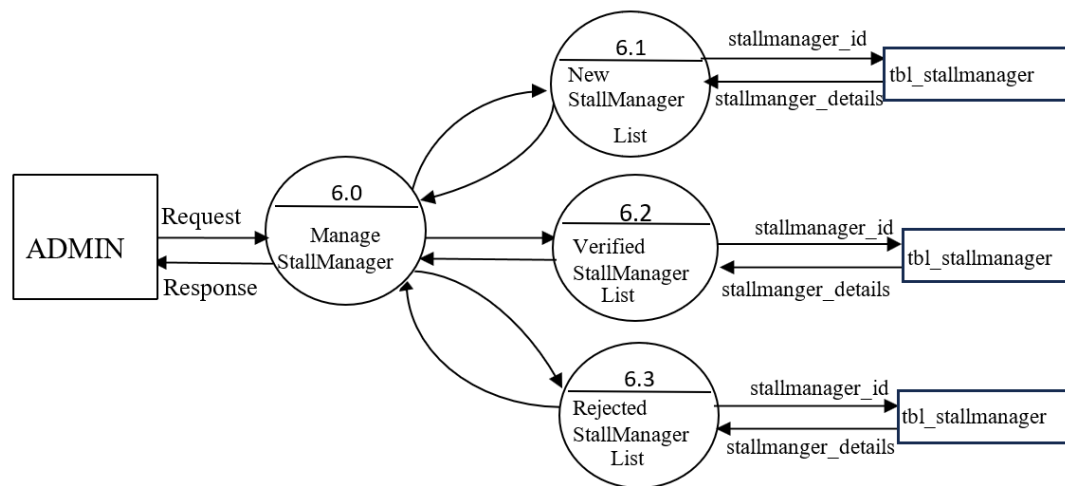 ADMIN
Request
Response
6.0
Manage
StallManager
6.1
New
StallManager
List
stallmanager_id
stallmanger_details
tbl_stallmanager
6.2
Verified
StallManager
List
stallmanager_id
stallmanger_details
tbl_stallmanager
6.3
Rejected
StallManager
List
stallmanager_id
stallmanger_details
tbl_stallmanager